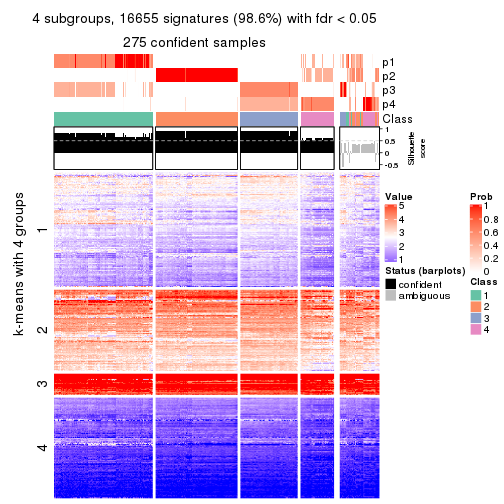 4 subgroups, 16655 signatures (98.6%) with fdr < 0.05
275 confident samples
p1
p2
p3
p4
Class
1
0.5
0
-0.5
Silhouette
score
k-means with 4 groups
1
2
3
4
Value
5
4
3
2
1
Status (barplots)
confident
ambiguous
Prob
1
0.8
0.6
0.4
0.2
0
Class
1
2
3
4